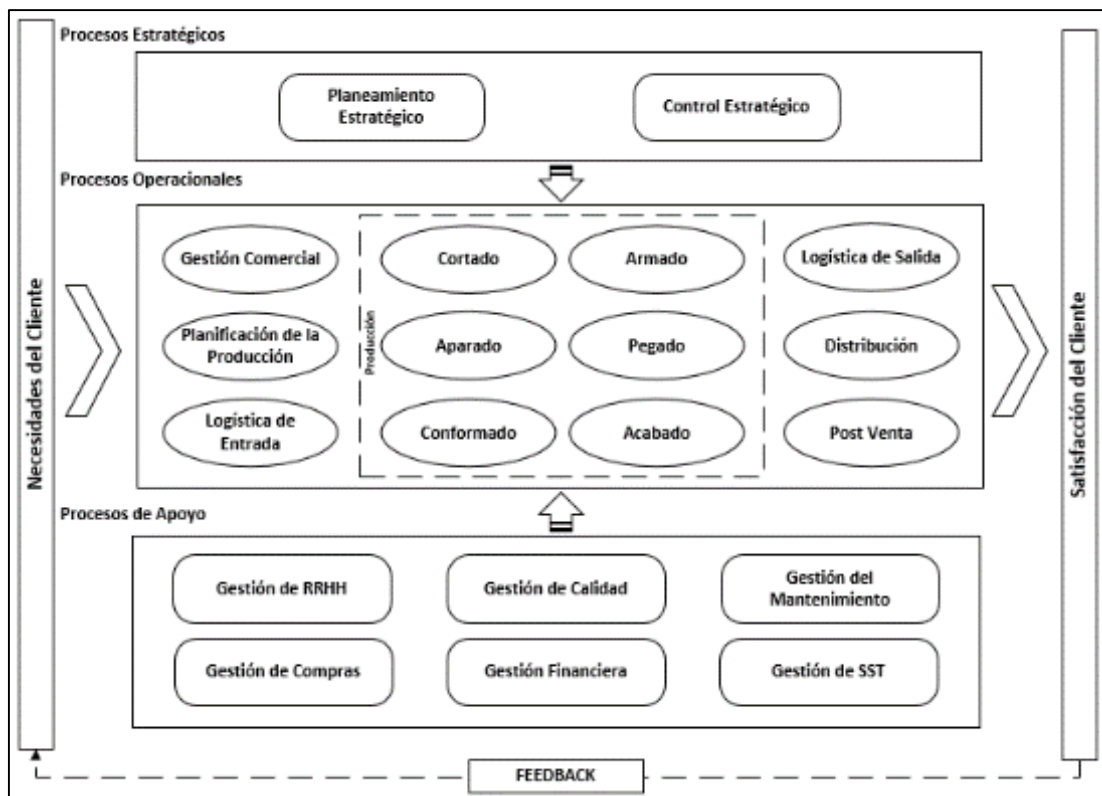 Procesos Estratégicos
Planeamiento
Estratégico
Control Estratégico
Procesos Operacionales
Necesidades del Cliente
Gestión Comercial
Planificación de la
Producción
Logística de
Entrada
Producción
Cortado
Armado
Aparado
Pegado
Conformado
Acabado
Logística de Salida
Distribución
Post Venta
Satisfacción del Cliente
Procesos de Apoyo
Gestión de RRHH
Gestión de Calidad
Gestión del
Mantenimiento
Gestión de Compras
Gestión Financiera
Gestión de SST
FEEDBACK